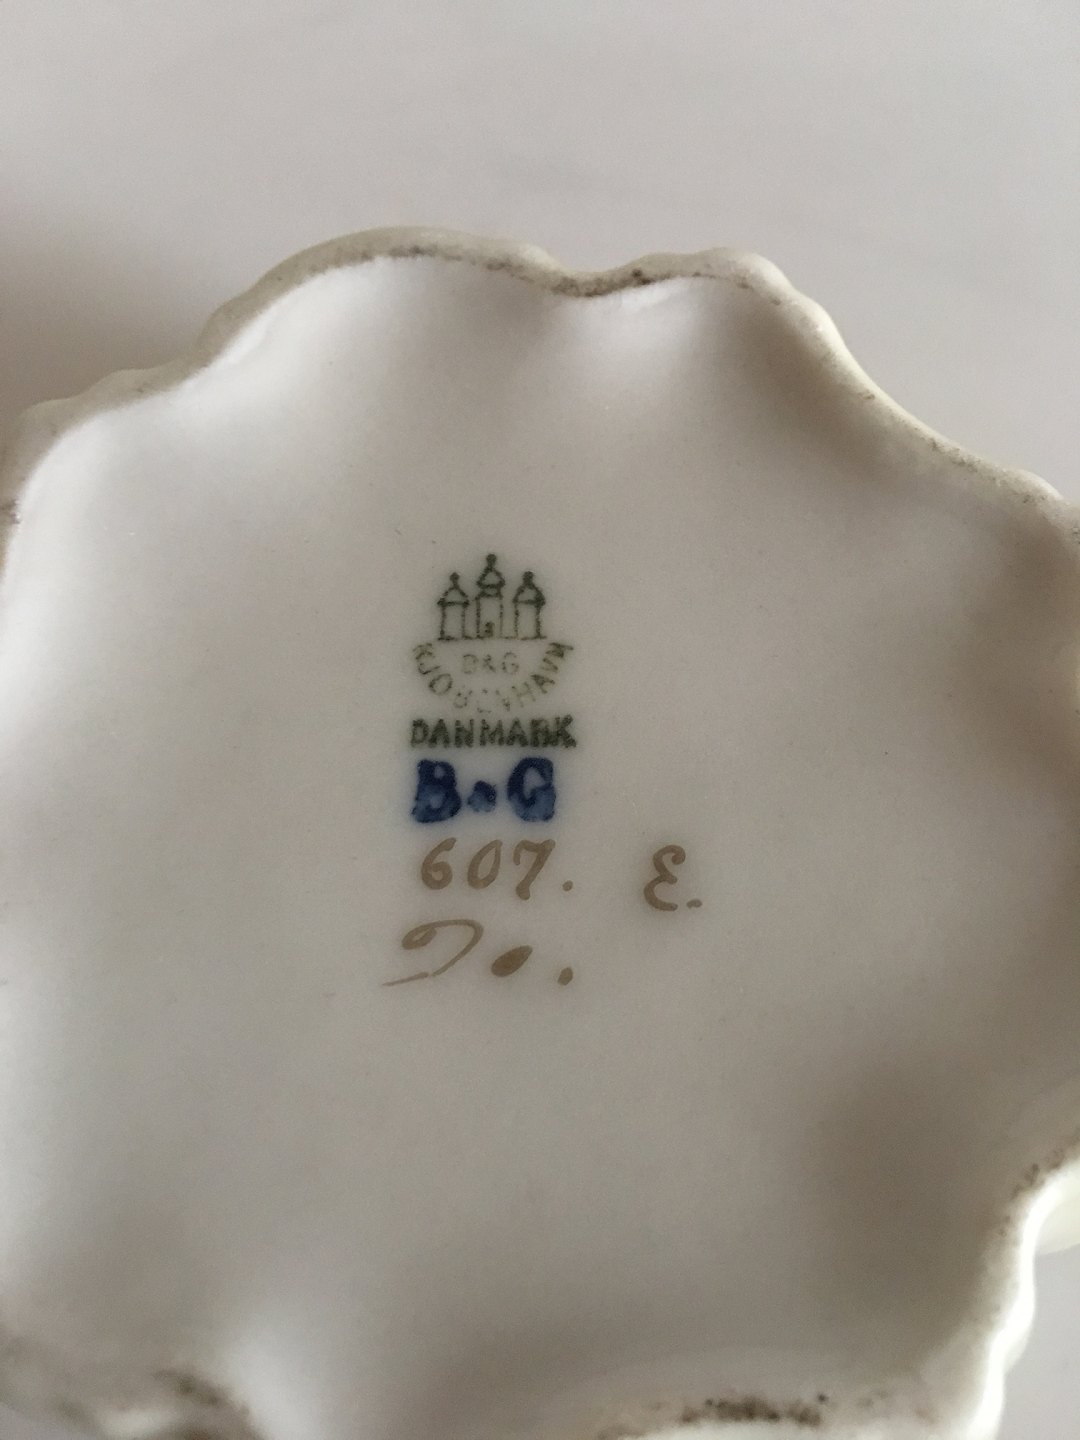 B&G
KJØBENHAVN
DANMARK
B&G
607. E.